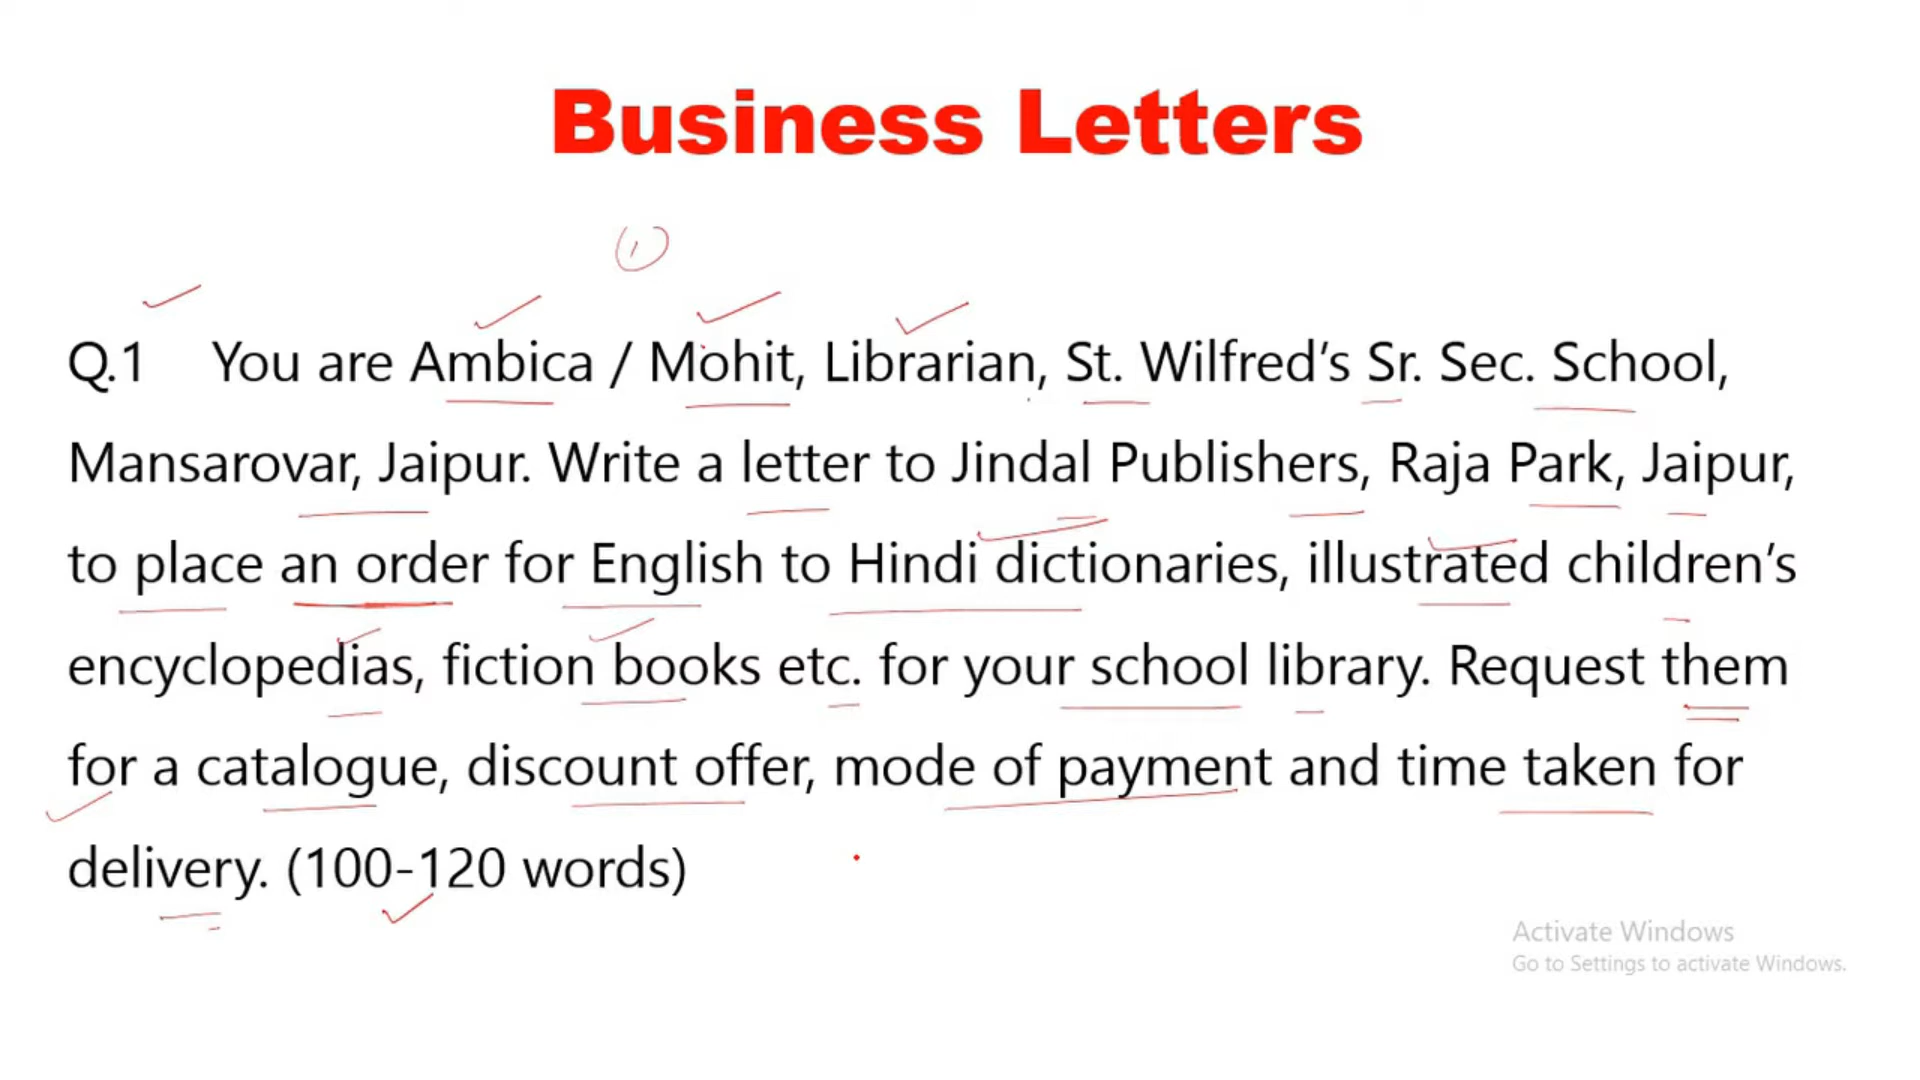 Business Letters
1
Q.1 You are Ambica / Mohit, Librarian, St. Wilfred’s Sr. Sec. School,
Mansarovar, Jaipur. Write a letter to Jindal Publishers, Raja Park, Jaipur,
to place an order for English to Hindi dictionaries, illustrated children’s
encyclopedias, fiction books etc. for your school library. Request them
for a catalogue, discount offer, mode of payment and time taken for
delivery. (100-120 words)
Activate Windows
Go to Settings to activate Windows.